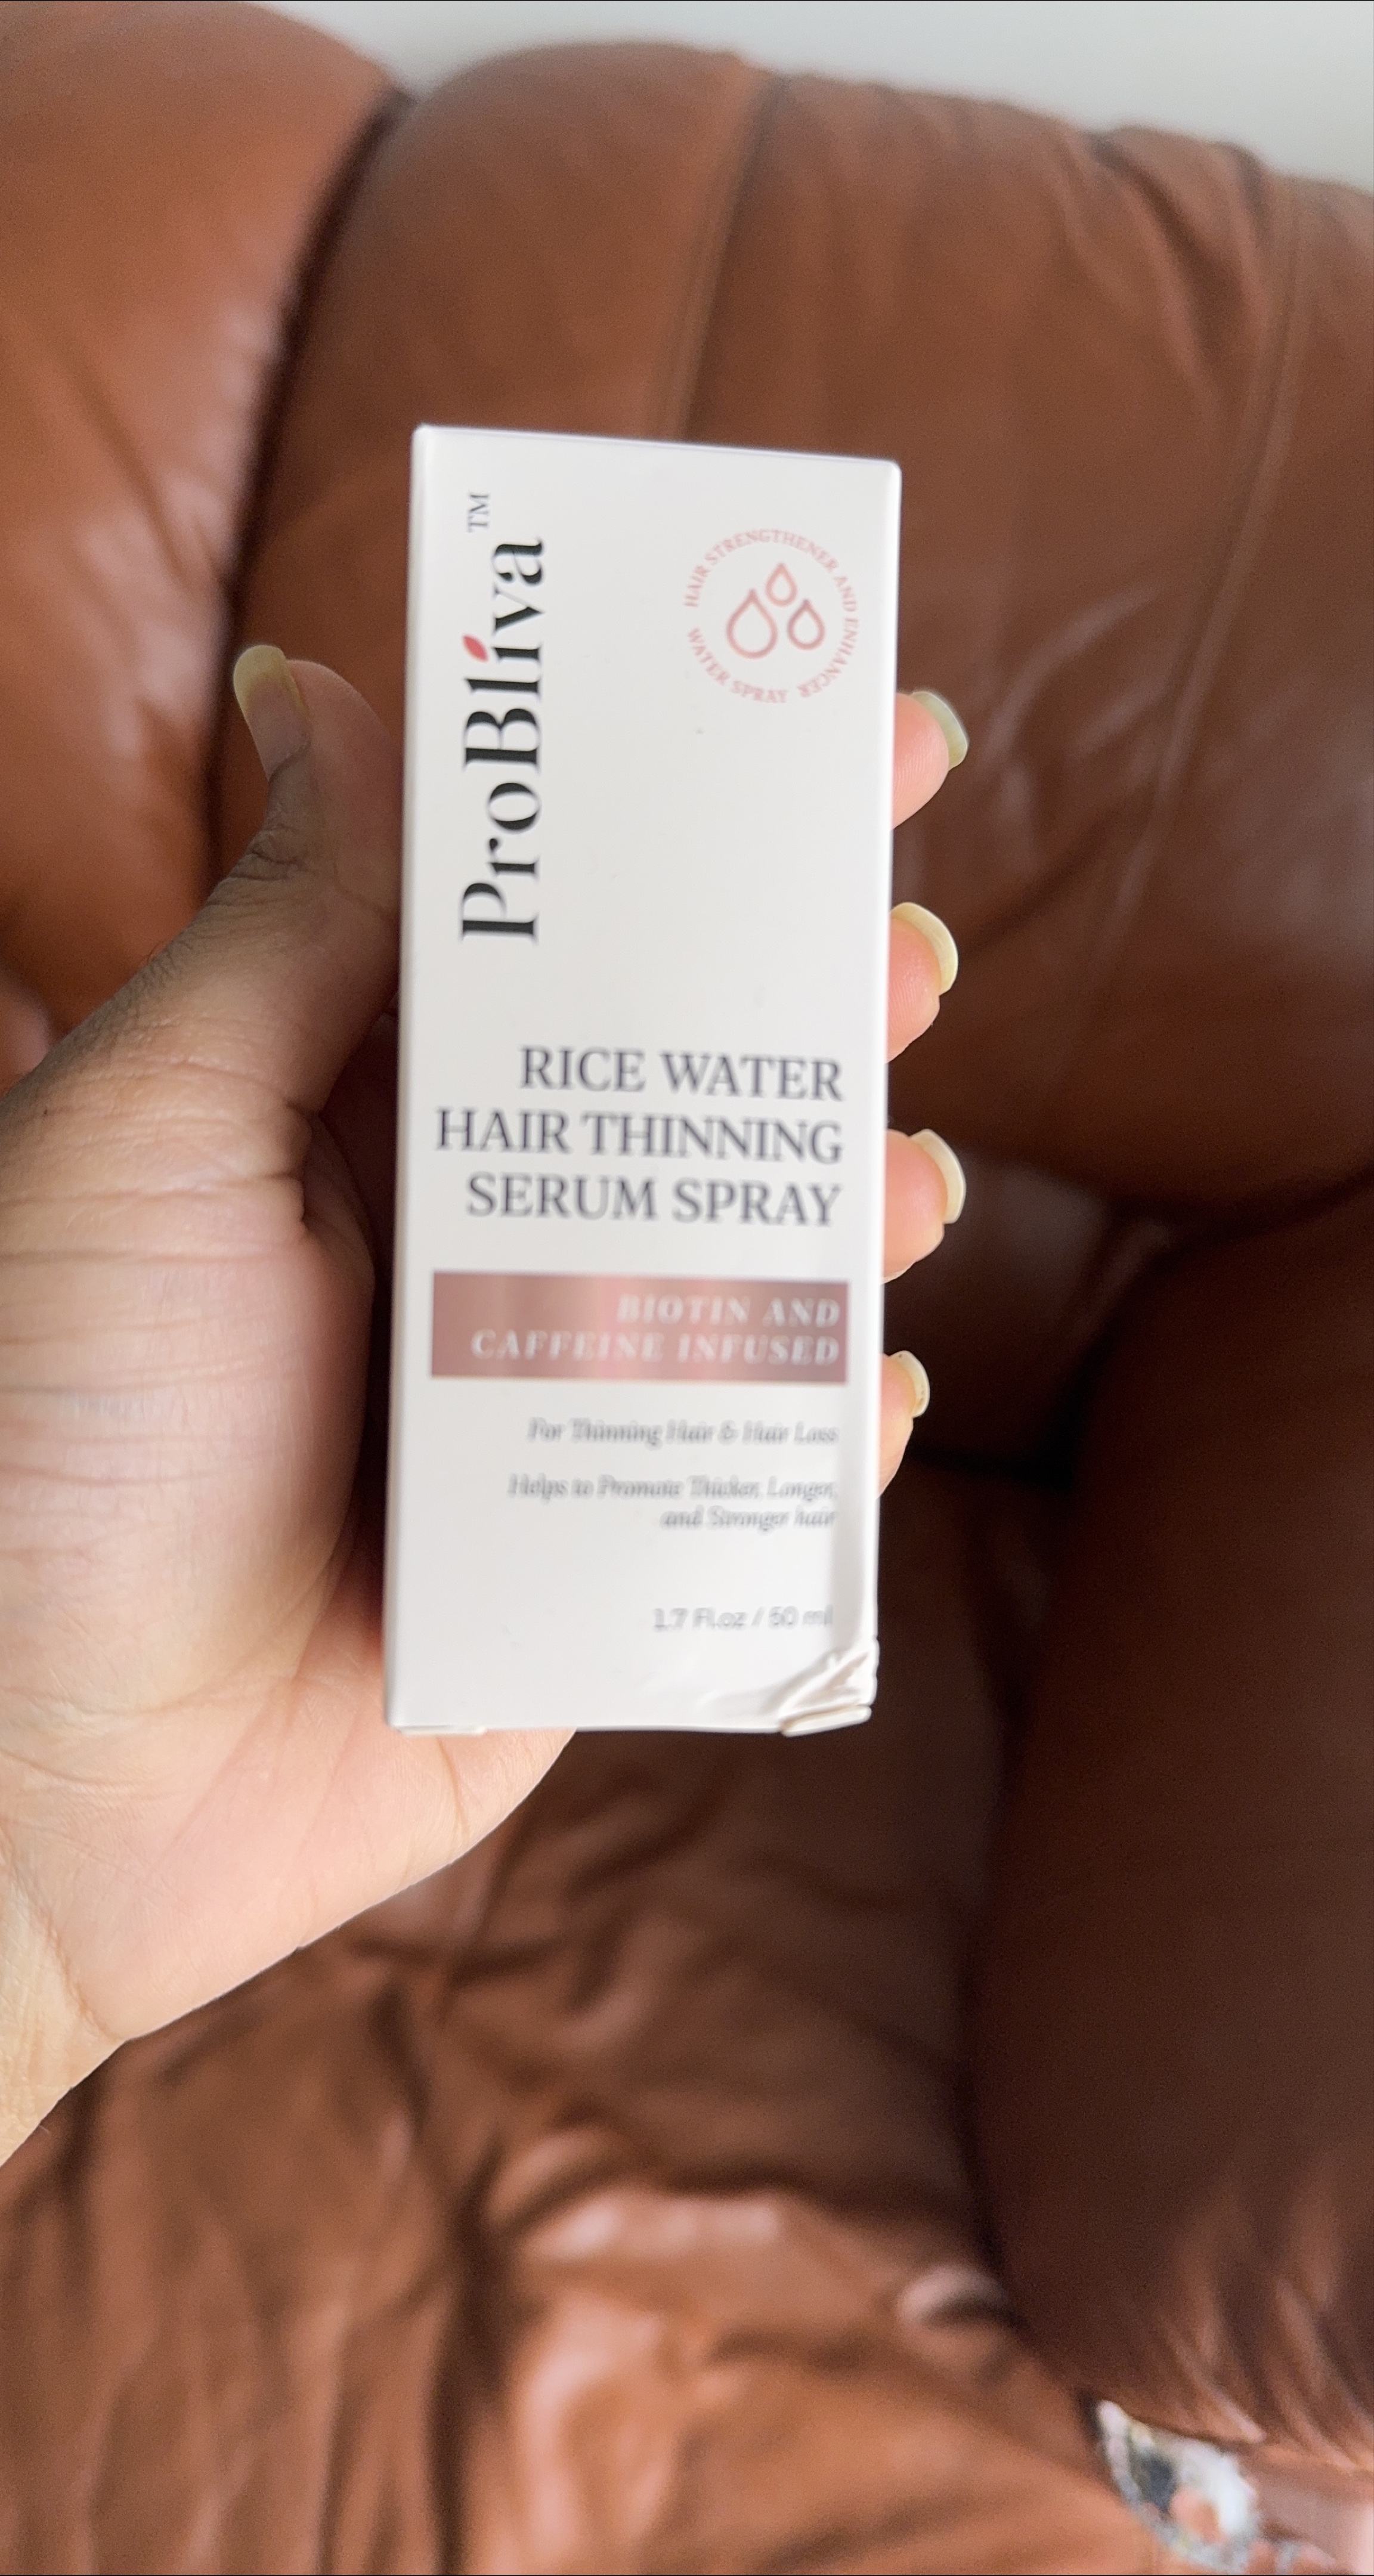 ProBliva™
HAIR STRENGTHENER AND ENHANCER
WATER SPRAY
RICE WATER
HAIR THINNING
SERUM SPRAY
BIOTIN AND
CAFFEINE INFUSED
For Thinning Hair & Hair Loss
Helps to Promote Thicker, Longer,
and Stronger hair
1.7 Fl.oz / 50 ml